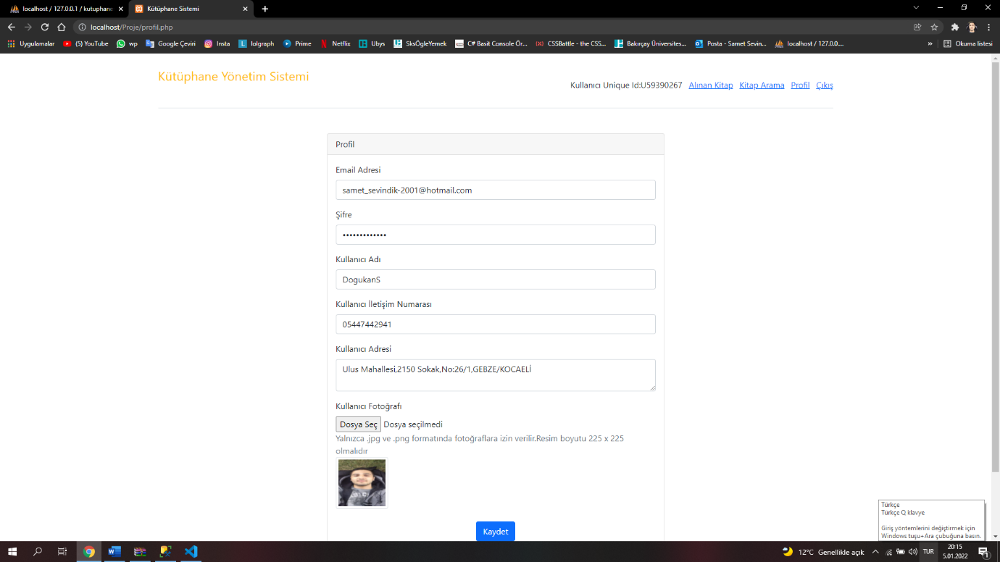 localhost / 127.0.0.1 / kutuphane
Kütüphane Sistemi
localhost/Proje/profil.php
Uygulamalar (5) YouTube wp Google Çeviri Insta lolgraph Prime Netflix Ubys SksÖgleYemek C# Basit Console Ör... CSSBattle - the CSS... Bakırçay Üniversites... Posta - Samet Sevin... localhost / 127.0.0.... » Okuma listesi
Kütüphane Yönetim Sistemi
Kullanıcı Unique Id:U59390267 Alınan Kitap Kitap Arama Profil Çıkış
Profil
Email Adresi
samet_sevindik-2001@hotmail.com
Şifre
•••••••••••••
Kullanıcı Adı
DogukanS
Kullanıcı İletişim Numarası
05447442941
Kullanıcı Adresi
Ulus Mahallesi,2150 Sokak,No:26/1,GEBZE/KOCAELİ
Kullanıcı Fotoğrafı
Dosya Seç Dosya seçilmedi
Yalnızca .jpg ve .png formatında fotoğraflara izin verilir.Resim boyutu 225 x 225
olmalıdır
Kaydet
Türkçe
Türkçe Q klavye
Giriş yöntemlerini değiştirmek için
Windows tuşu+Ara çubuğuna basın.
12°C Genellikle açık
TUR
20:15
5.01.2022
1